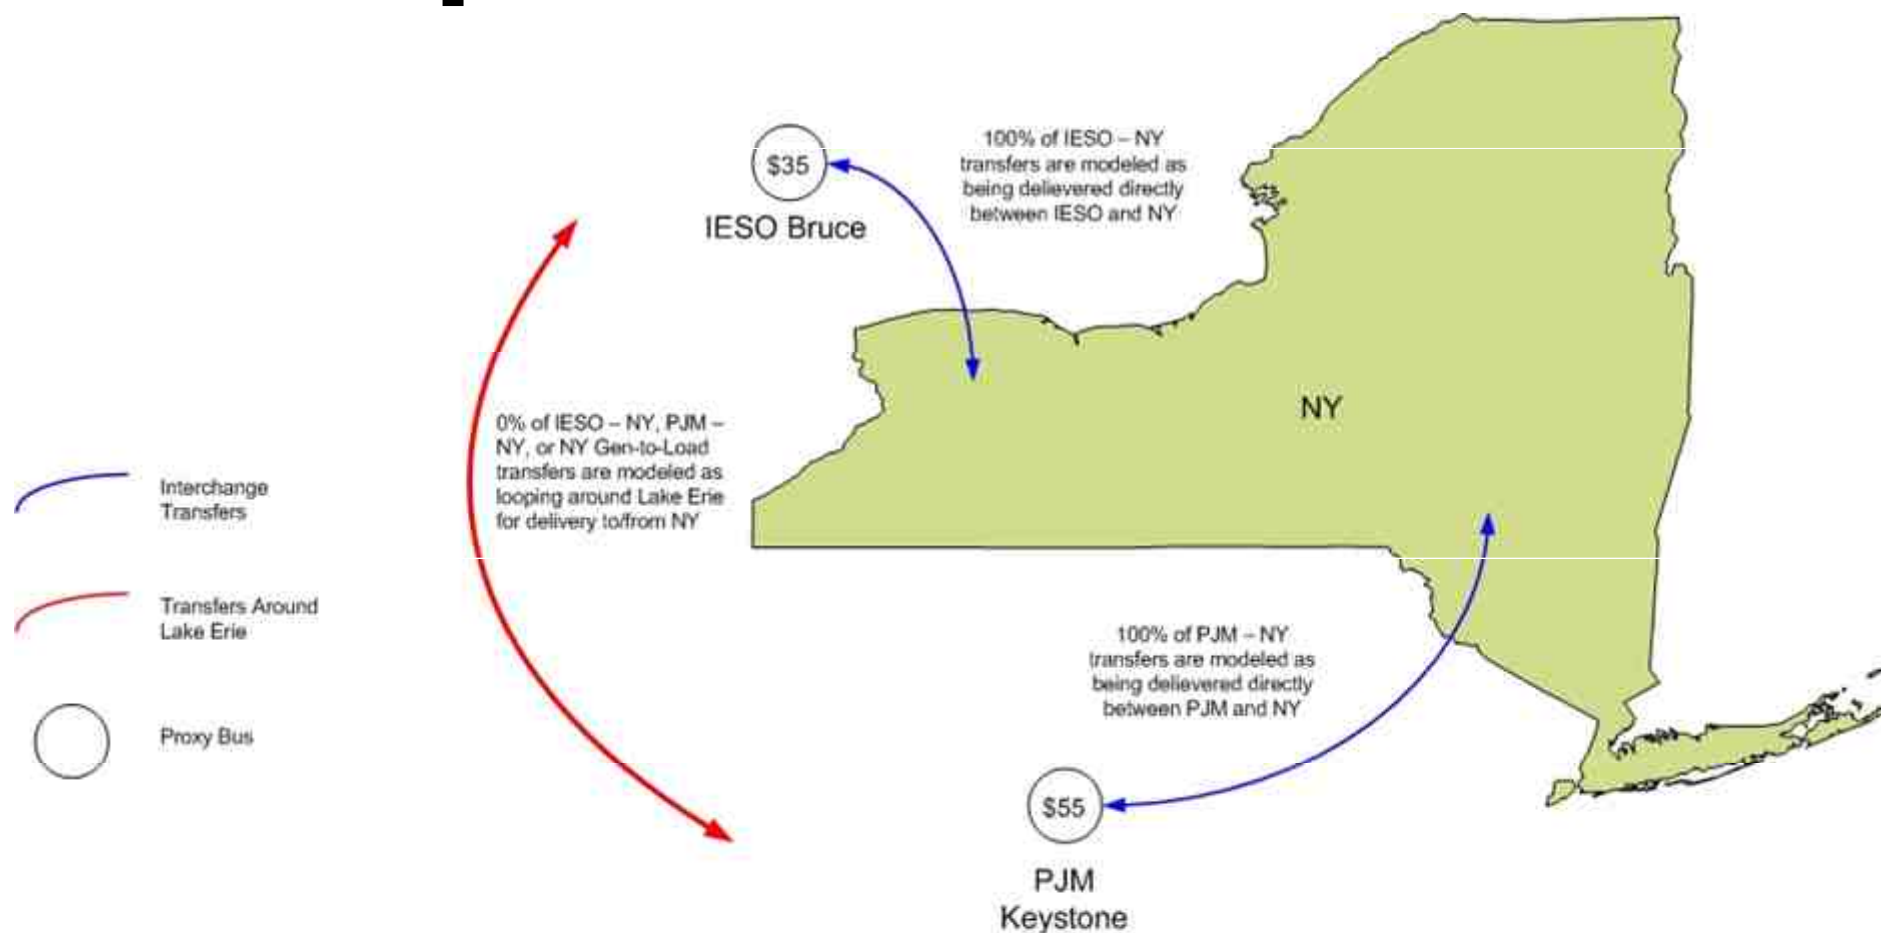 $35
IESO Bruce
100% of IESO – NY
transfers are modeled as
being delievered directly
between IESO and NY
NY
0% of IESO – NY, PJM –
NY, or NY Gen-to-Load
transfers are modeled as
looping around Lake Erie
for delivery to/from NY
Interchange
Transfers
Transfers Around
Lake Erie
Proxy Bus
100% of PJM – NY
transfers are modeled as
being delievered directly
between PJM and NY
$55
PJM
Keystone